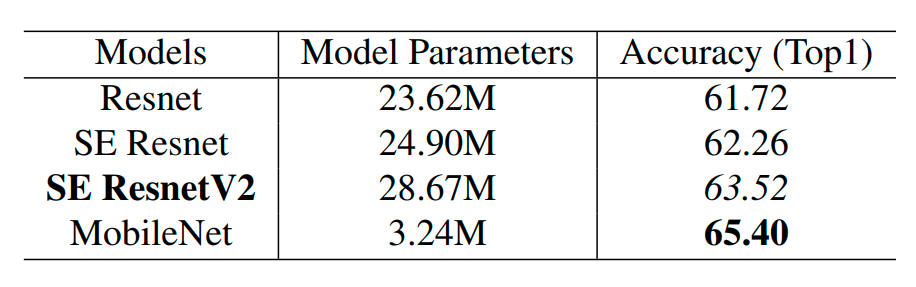 Models Model Parameters Accuracy (Top1)
Resnet 23.62M 61.72
SE Resnet 24.90M 62.26
SE ResnetV2 28.67M 63.52
MobileNet 3.24M 65.40